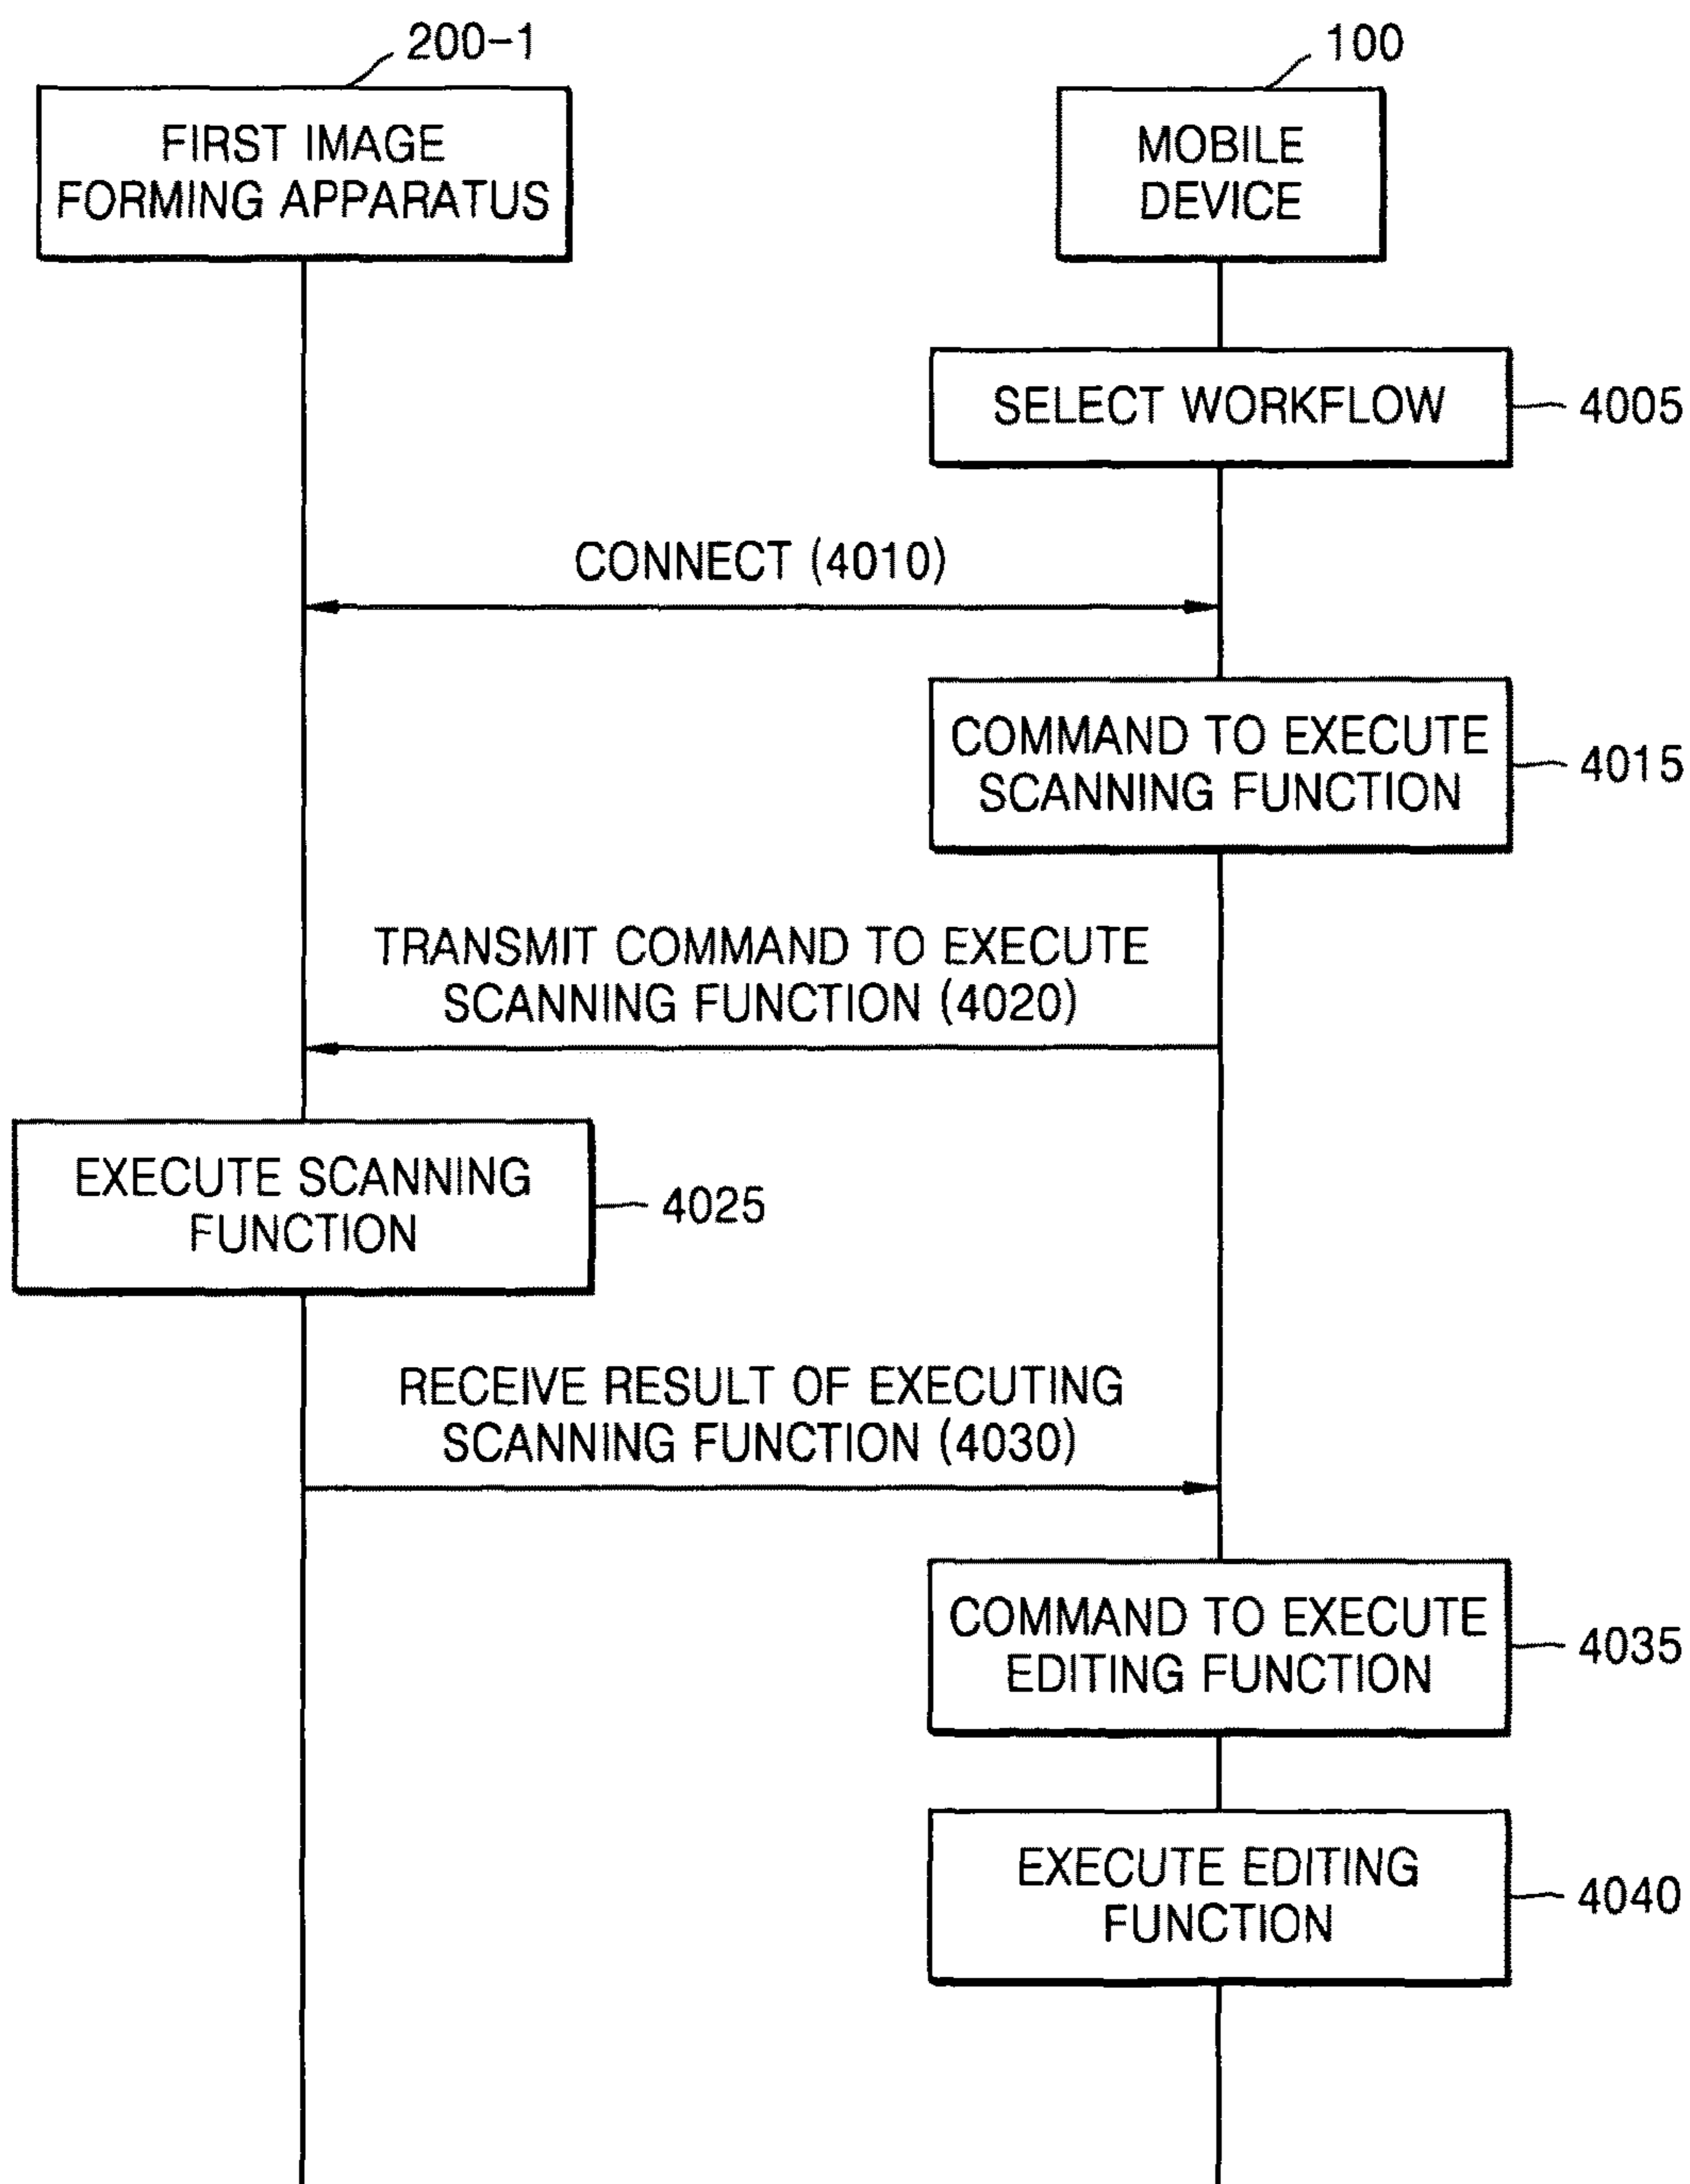 200-1
100
FIRST IMAGE
FORMING APPARATUS
MOBILE
DEVICE
SELECT WORKFLOW
4005
CONNECT (4010)
COMMAND TO EXECUTE
SCANNING FUNCTION
4015
TRANSMIT COMMAND TO EXECUTE
SCANNING FUNCTION (4020)
EXECUTE SCANNING
FUNCTION
4025
RECEIVE RESULT OF EXECUTING
SCANNING FUNCTION (4030)
COMMAND TO EXECUTE
EDITING FUNCTION
4035
EXECUTE EDITING
FUNCTION
4040